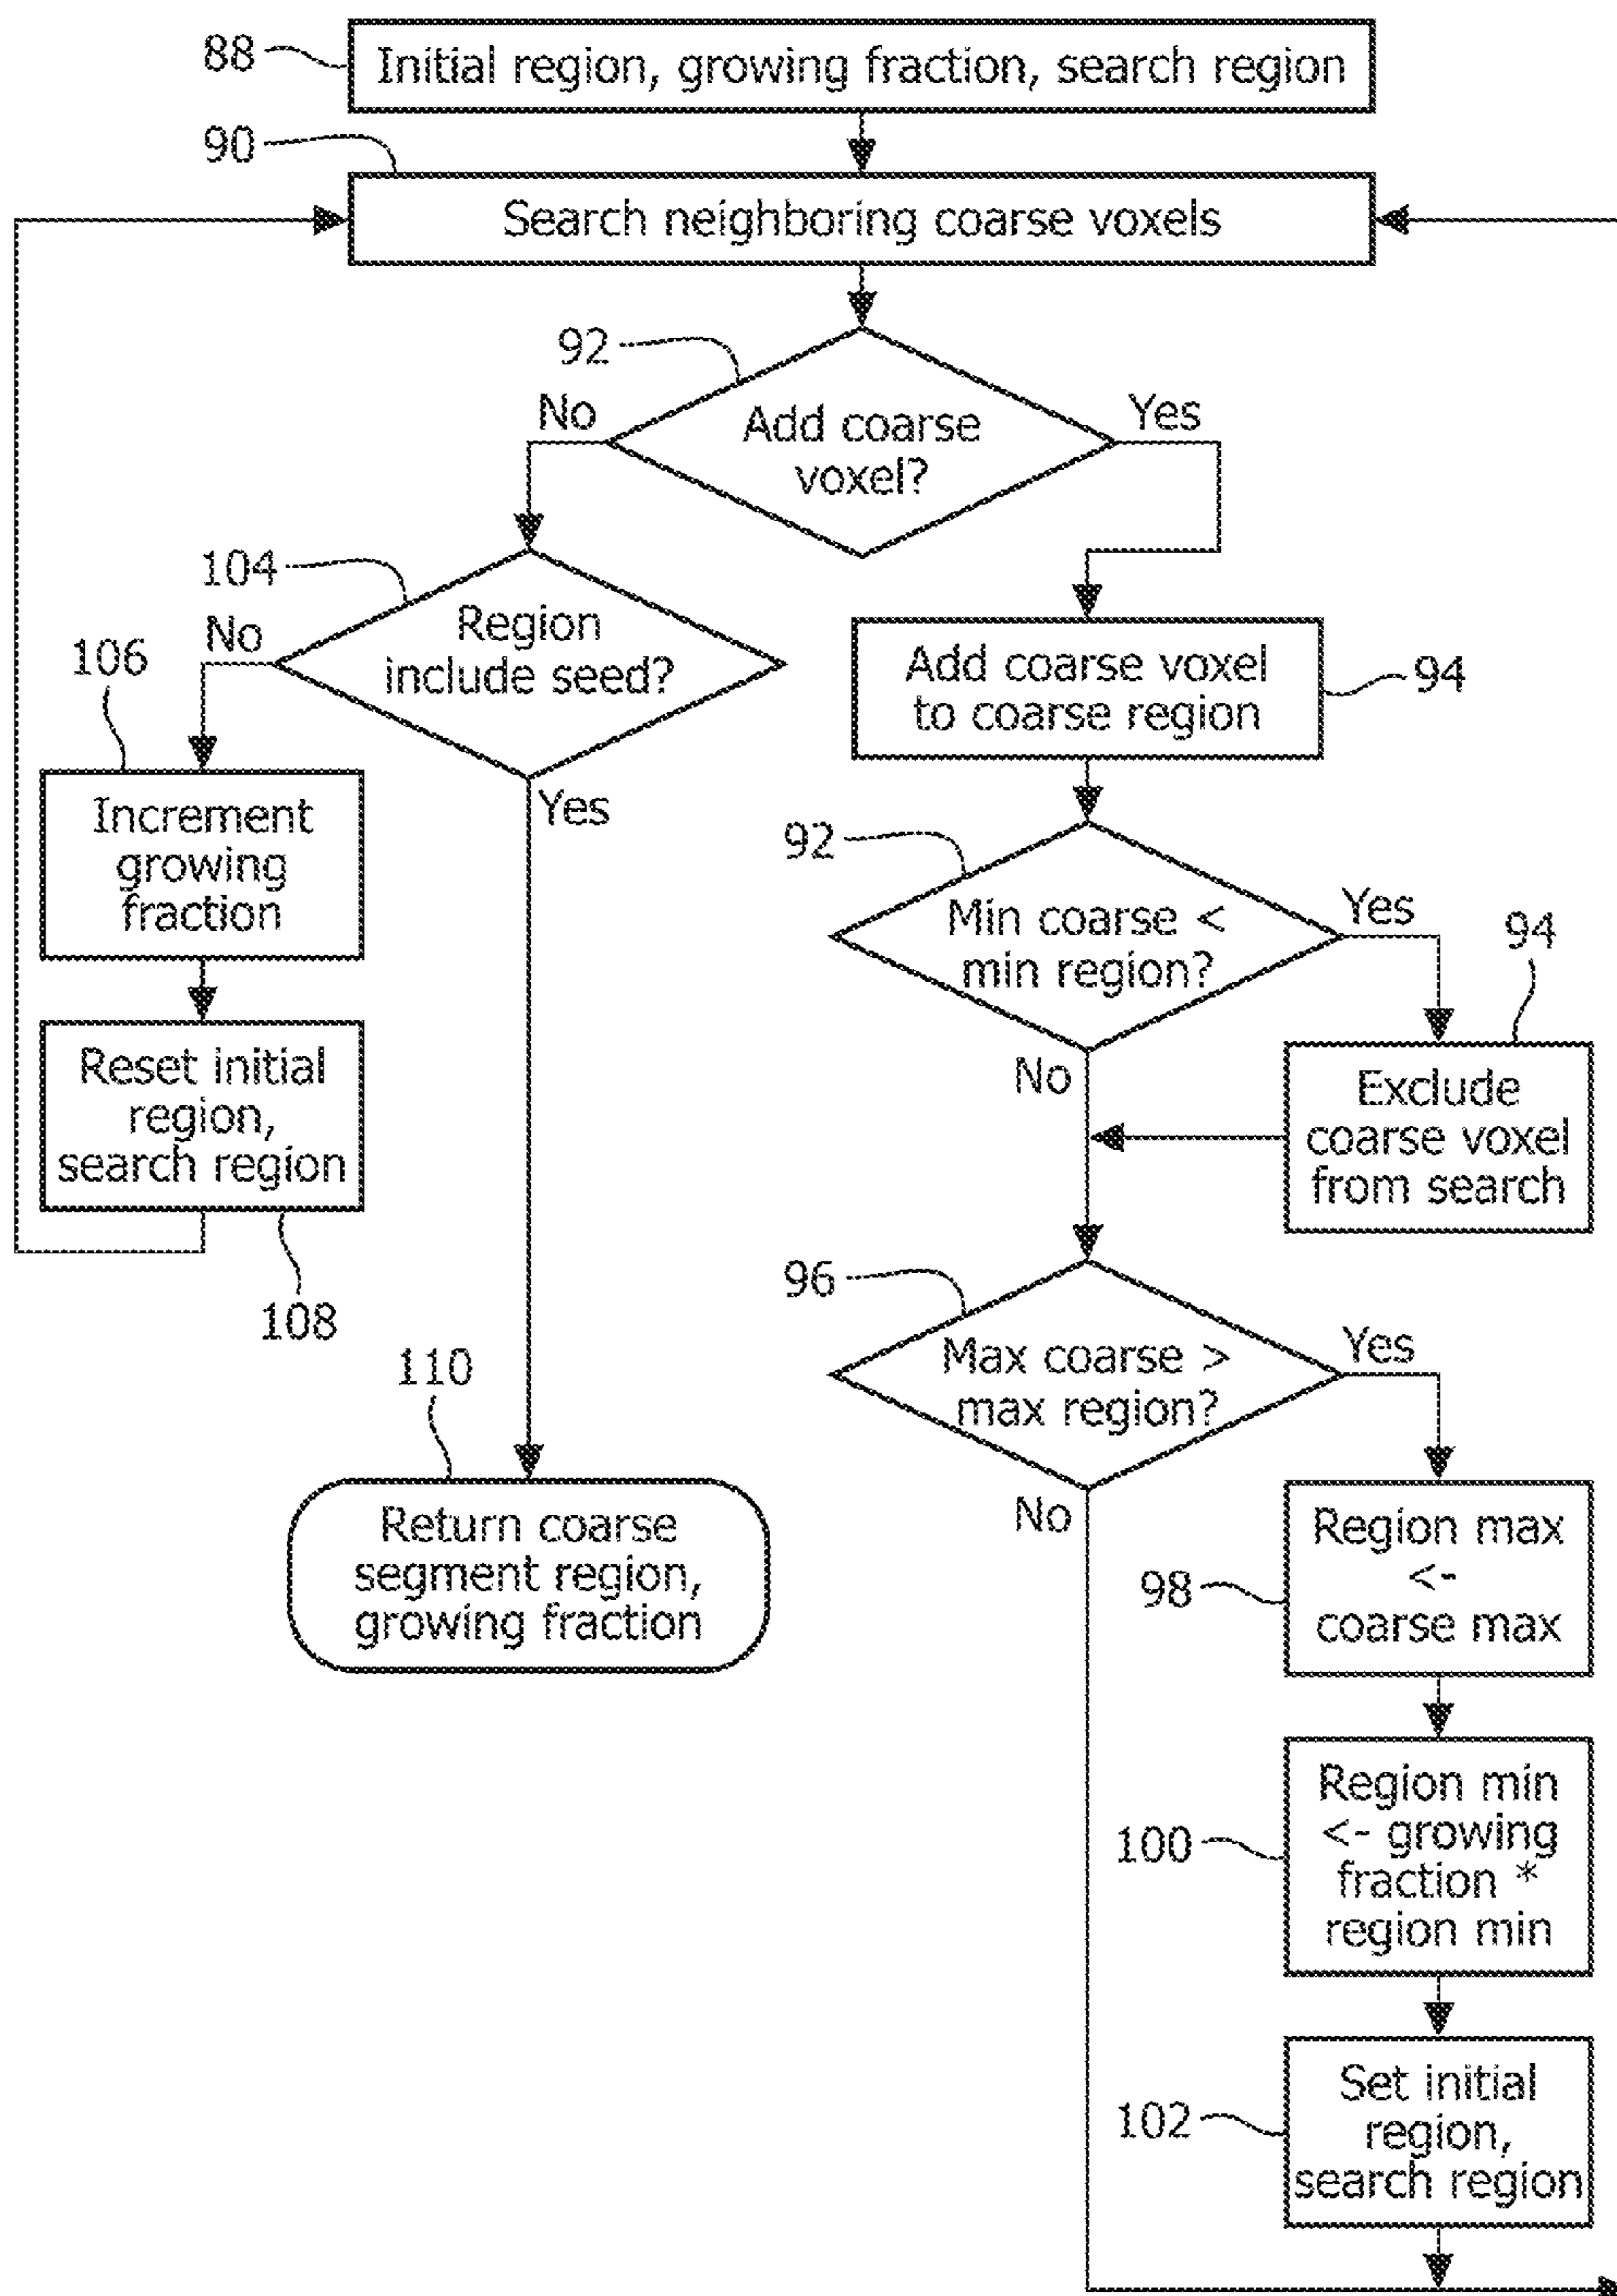 88
Initial region, growing fraction, search region
90
Search neighboring coarse voxels
92
No
Yes
Add coarse
voxel?
104
No
Region
include seed?
Yes
106
Increment
growing
fraction
Reset initial
region,
search region
108
110
Return coarse
segment region,
growing fraction
Add coarse voxel
to coarse region
94
92
Min coarse <
min region?
Yes
No
94
Exclude
coarse voxel
from search
96
Max coarse >
max region?
Yes
No
98
Region max
<-
coarse max
100
Region min
<- growing
fraction *
region min
102
Set initial
region,
search region